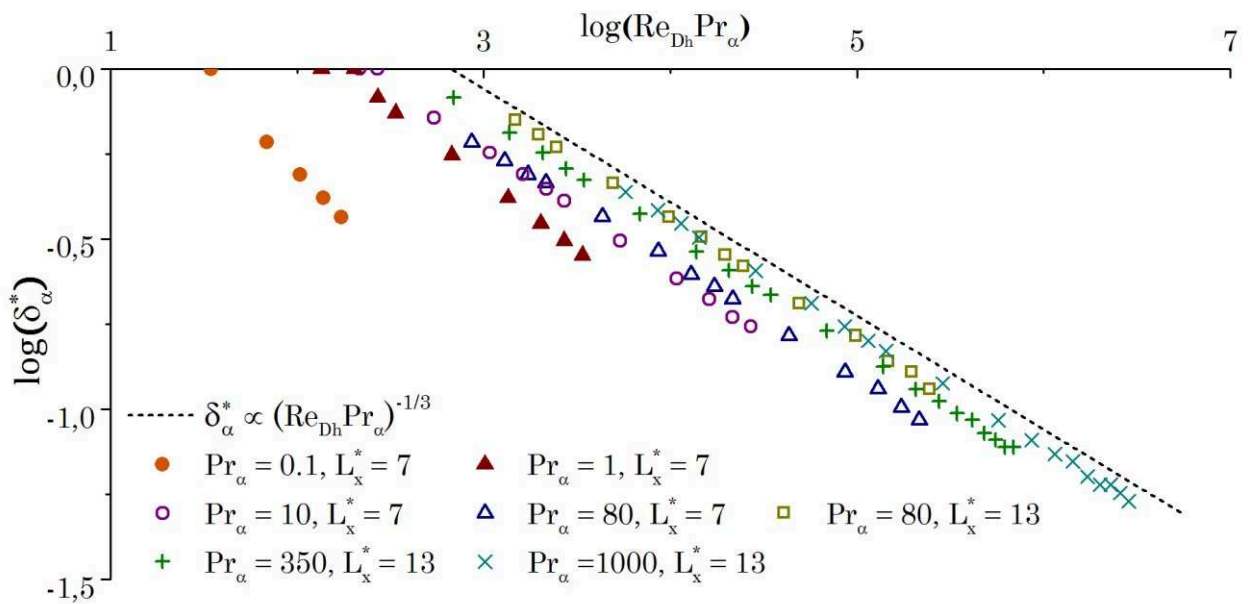 log(Re_Dh Pr_α)
1 3 5 7
0,0
-0,5
-1,0
-1,5
log(δ*_α)
δ*_α ∝ (Re_Dh Pr_α)^-1/3
Pr_α = 0.1, L*_x = 7 Pr_α = 1, L*_x = 7
Pr_α = 10, L*_x = 7 Pr_α = 80, L*_x = 7 Pr_α = 80, L*_x = 13
Pr_α = 350, L*_x = 13 Pr_α =1000, L*_x = 13